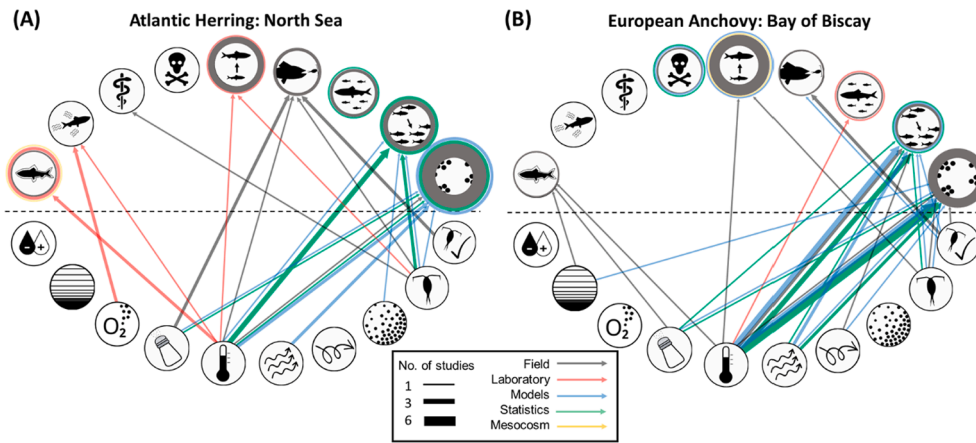 (A) Atlantic Herring: North Sea
(B) European Anchovy: Bay of Biscay
O2
O2
No. of studies
1
3
6
Field
Laboratory
Models
Statistics
Mesocosm